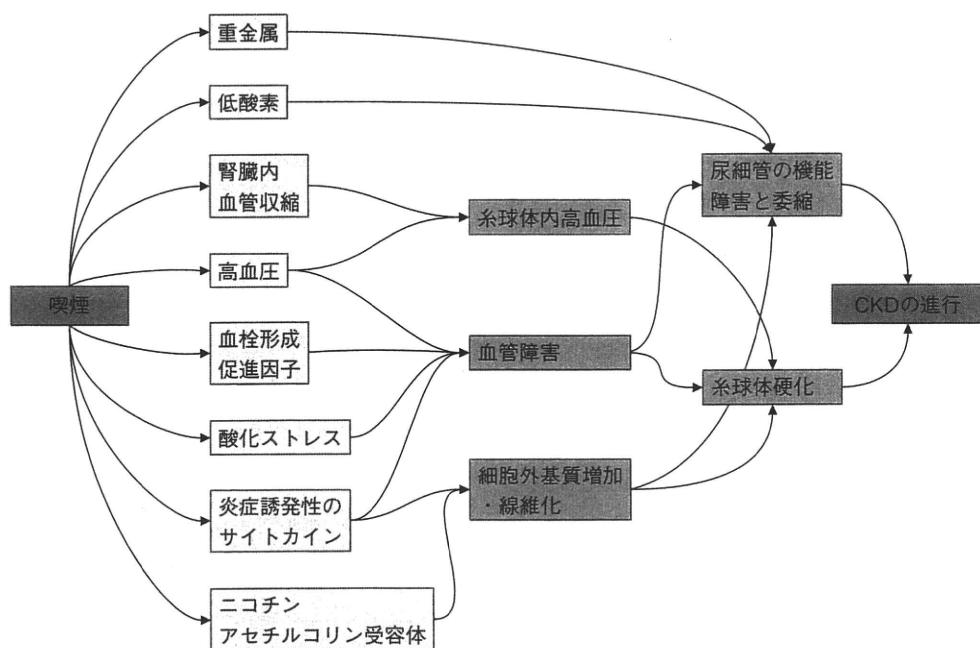 重金属
低酸素
腎臓内
血管収縮
高血圧
喫煙
血栓形成
促進因子
酸化ストレス
炎症誘発性の
サイトカイン
ニコチン
アセチルコリン受容体
糸球体内高血圧
血管障害
細胞外基質増加
・線維化
尿細管の機能
障害と委縮
糸球体硬化
CKDの進行